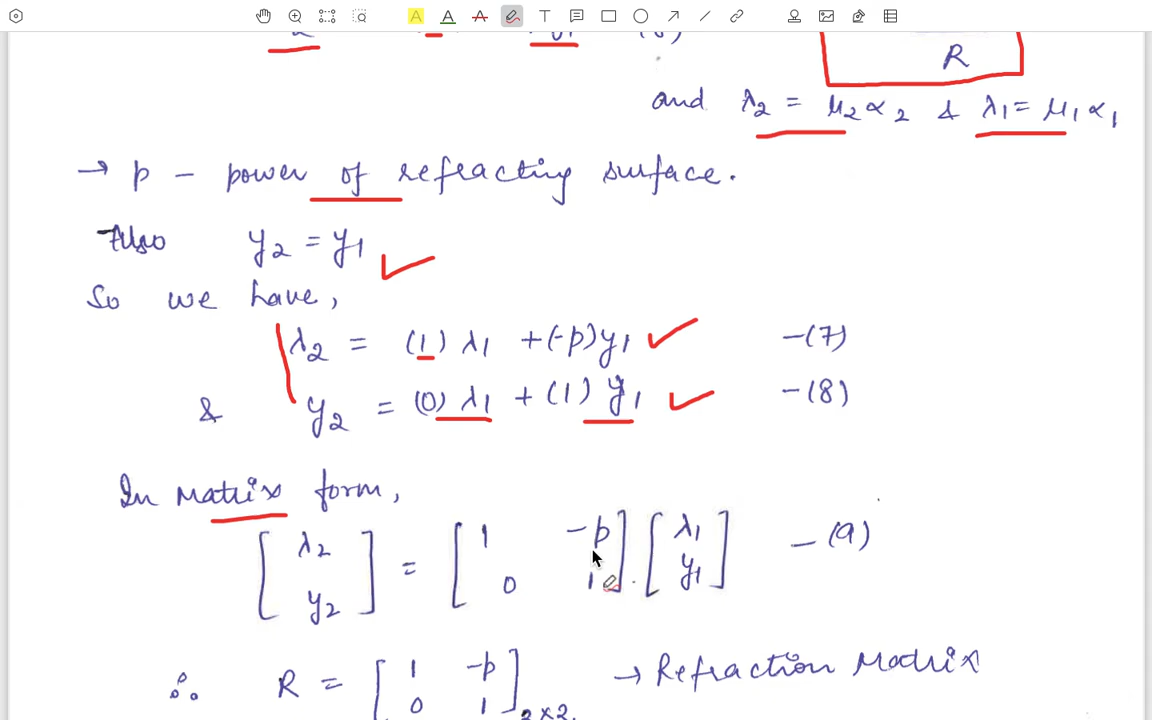 R
and λ2 = μ2α2 & λ1 = μ1α1
→ p - power of refracting surface.
Also y2 = y1 ✓
So we have,
λ2 = (1) λ1 + (-p)y1 ✓ -(7)
& y2 = (0) λ1 + (1) y1 ✓ -(8)
In Matrix form,
[λ2 y2] = [1 -p 0 1] . [λ1 y1] - (9)
∴ R = [1 -p 0 1]2×2 → Refraction Matrix